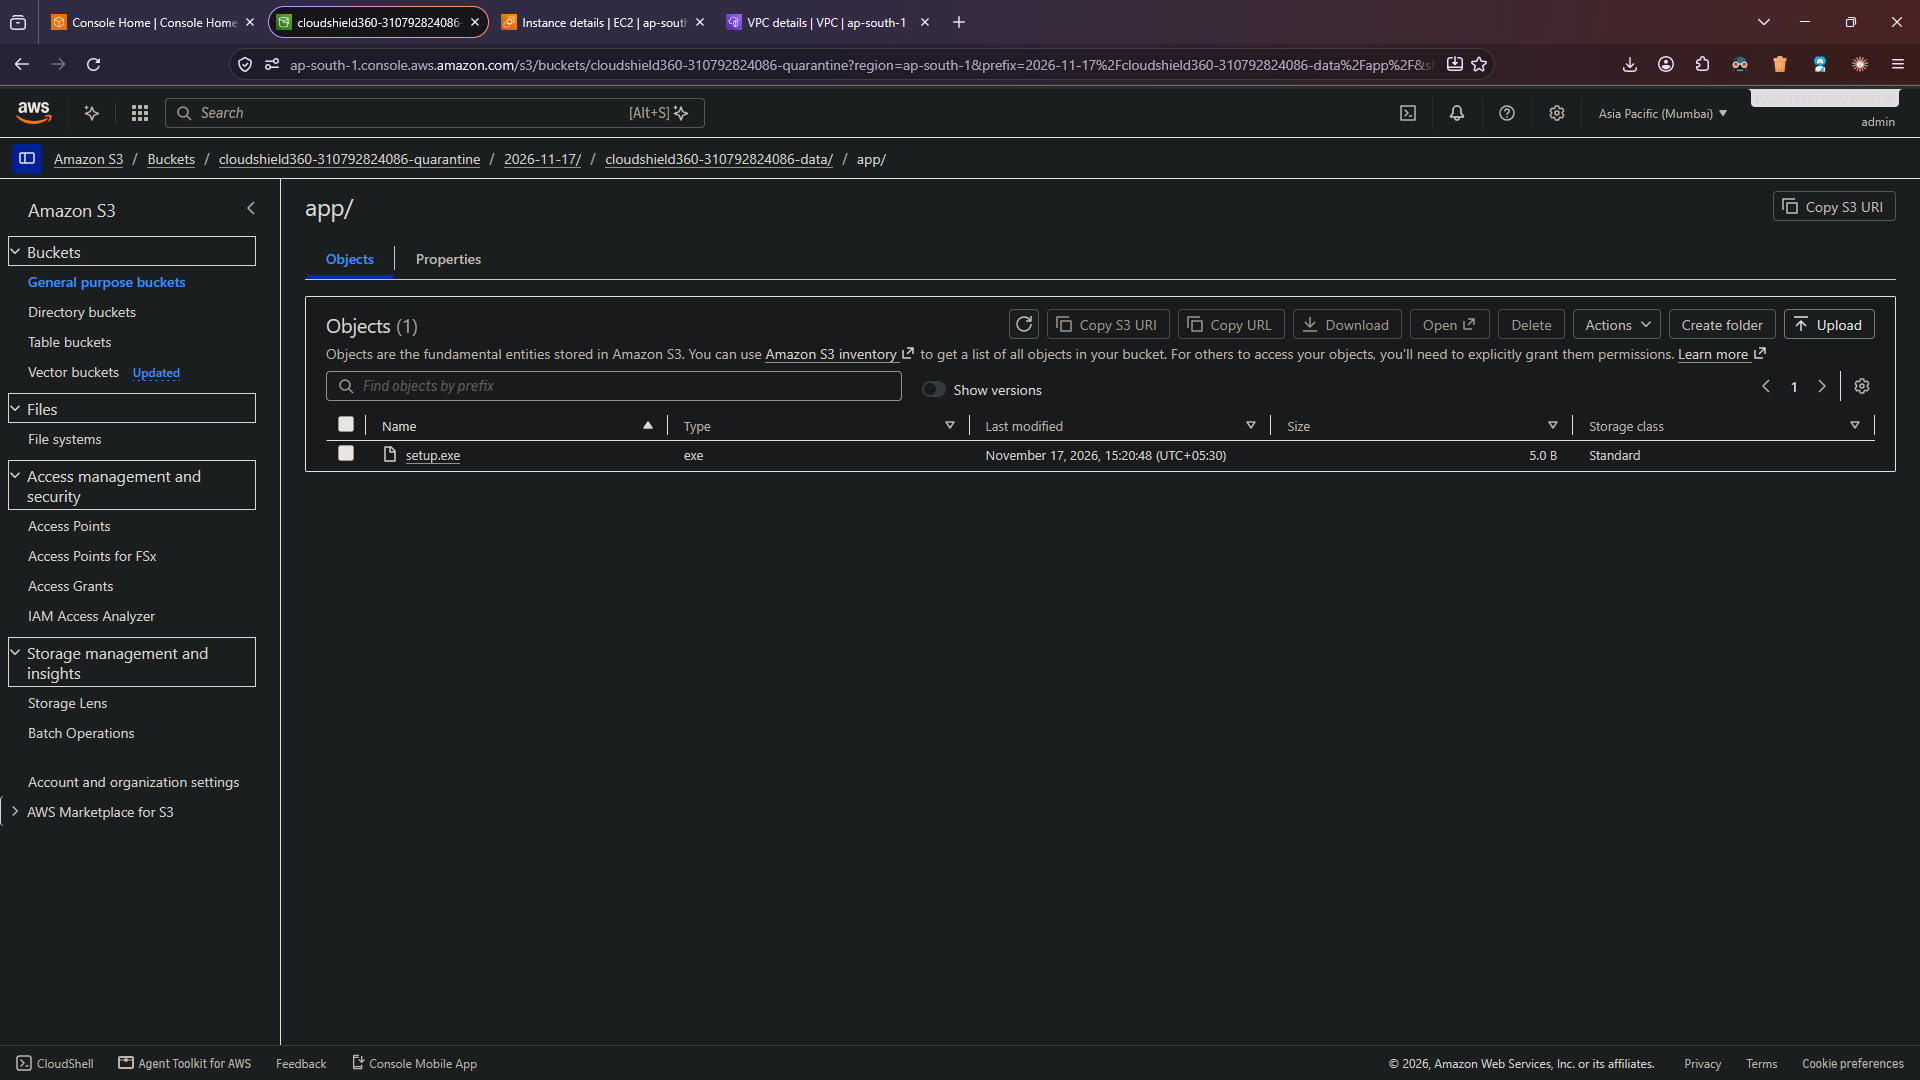 Console Home | Console Home
cloudshield360-310792824086-
Instance details | EC2 | ap-south
VPC details | VPC | ap-south-1
ap-south-1.console.aws.amazon.com/s3/buckets/cloudshield360-310792824086-quarantine?region=ap-south-1&prefix=2026-11-17%2Fcloudshield360-310792824086-data%2Fapp%2F&s
aws
Search
[Alt+S]
Asia Pacific (Mumbai)
admin
Amazon S3 / Buckets / cloudshield360-310792824086-quarantine / 2026-11-17/ / cloudshield360-310792824086-data/ / app/
Amazon S3
Buckets
General purpose buckets
Directory buckets
Table buckets
Vector buckets Updated
Files
File systems
Access management and
security
Access Points
Access Points for FSx
Access Grants
IAM Access Analyzer
Storage management and
insights
Storage Lens
Batch Operations
Account and organization settings
AWS Marketplace for S3
app/
Copy S3 URI
Objects
Properties
Objects (1)
Copy S3 URI
Copy URL
Download
Open
Delete
Actions
Create folder
Upload
Objects are the fundamental entities stored in Amazon S3. You can use Amazon S3 inventory to get a list of all objects in your bucket. For others to access your objects, you'll need to explicitly grant them permissions. Learn more
Find objects by prefix
Show versions
1
Name Type Last modified Size Storage class
setup.exe exe November 17, 2026, 15:20:48 (UTC+05:30) 5.0 B Standard
CloudShell
Agent Toolkit for AWS
Feedback
Console Mobile App
© 2026, Amazon Web Services, Inc. or its affiliates.
Privacy
Terms
Cookie preferences